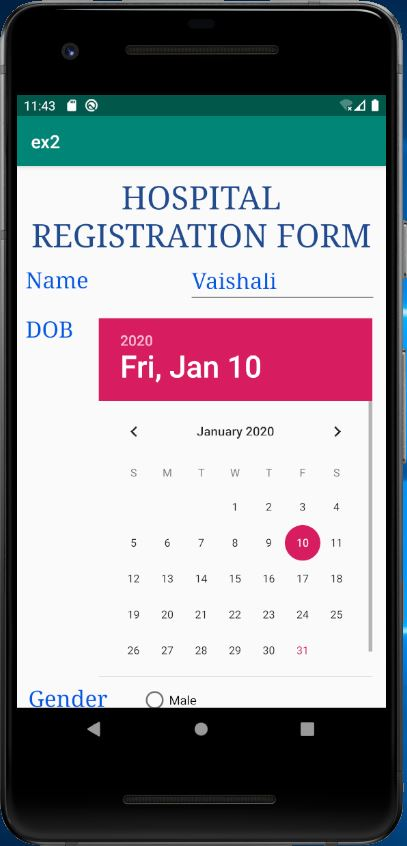 11:43
ex2
HOSPITAL
REGISTRATION FORM
Name Vaishali
DOB
2020
Fri, Jan 10
January 2020
S M T W T F S
1 2 3 4
5 6 7 8 9 10 11
12 13 14 15 16 17 18
19 20 21 22 23 24 25
26 27 28 29 30 31
Gender Male